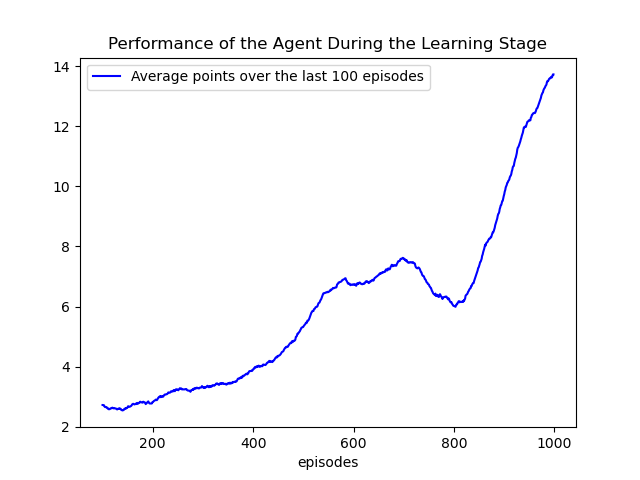 Performance of the Agent During the Learning Stage
Average points over the last 100 episodes
14
12
10
8
6
4
2
200 400 600 800 1000
episodes